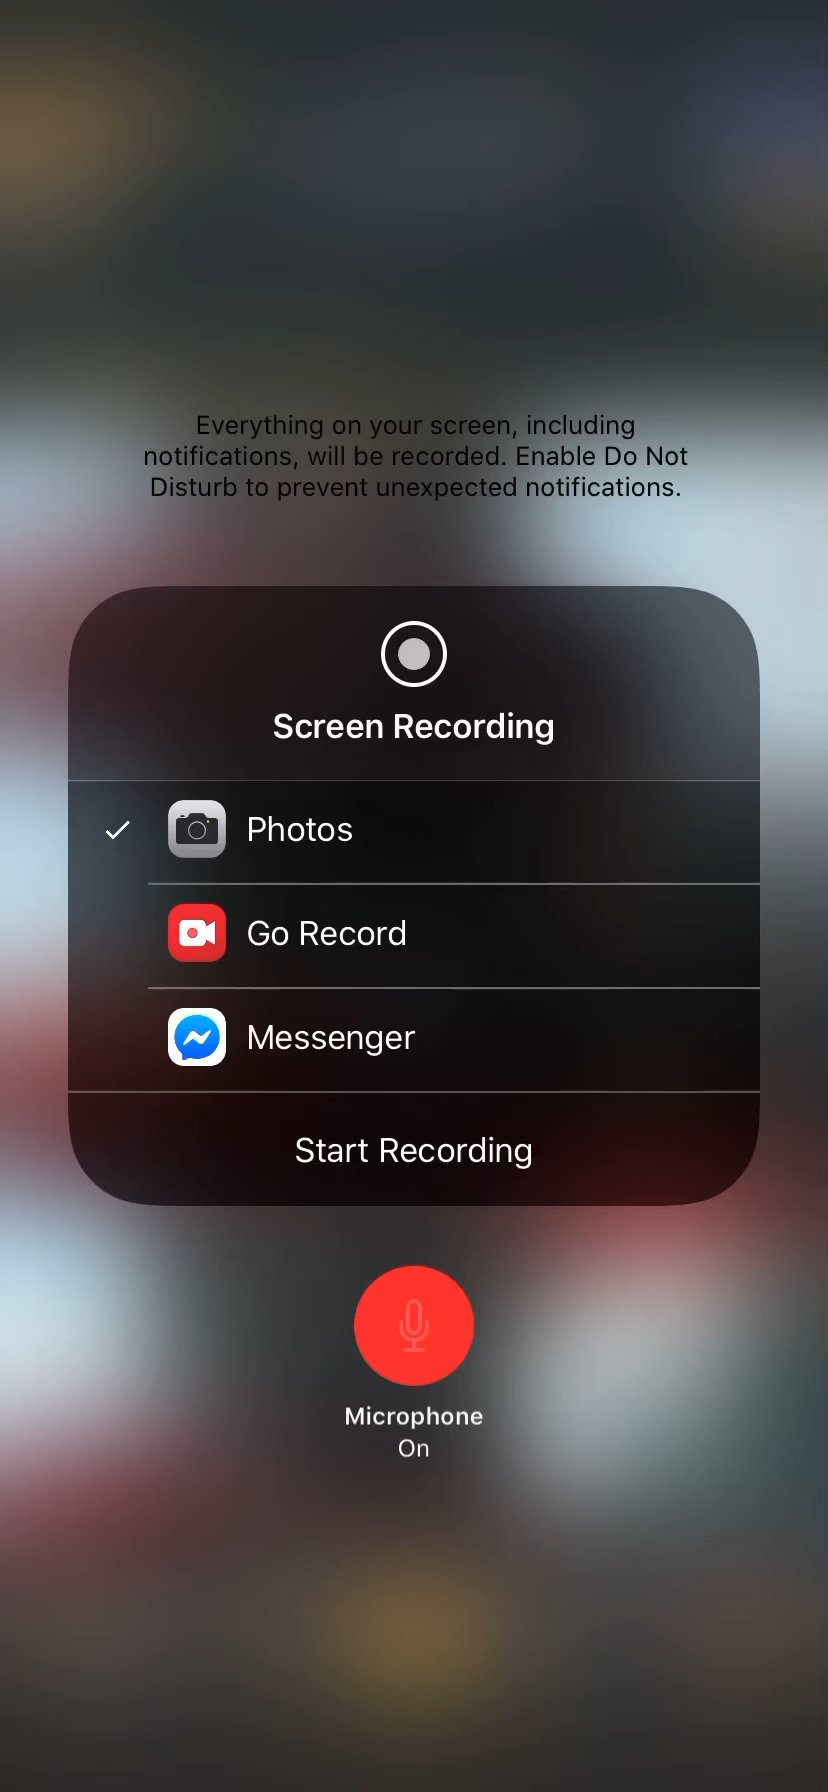 Everything on your screen, including
notifications, will be recorded. Enable Do Not
Disturb to prevent unexpected notifications.
Screen Recording
Photos
Go Record
Messenger
Start Recording
Microphone
On